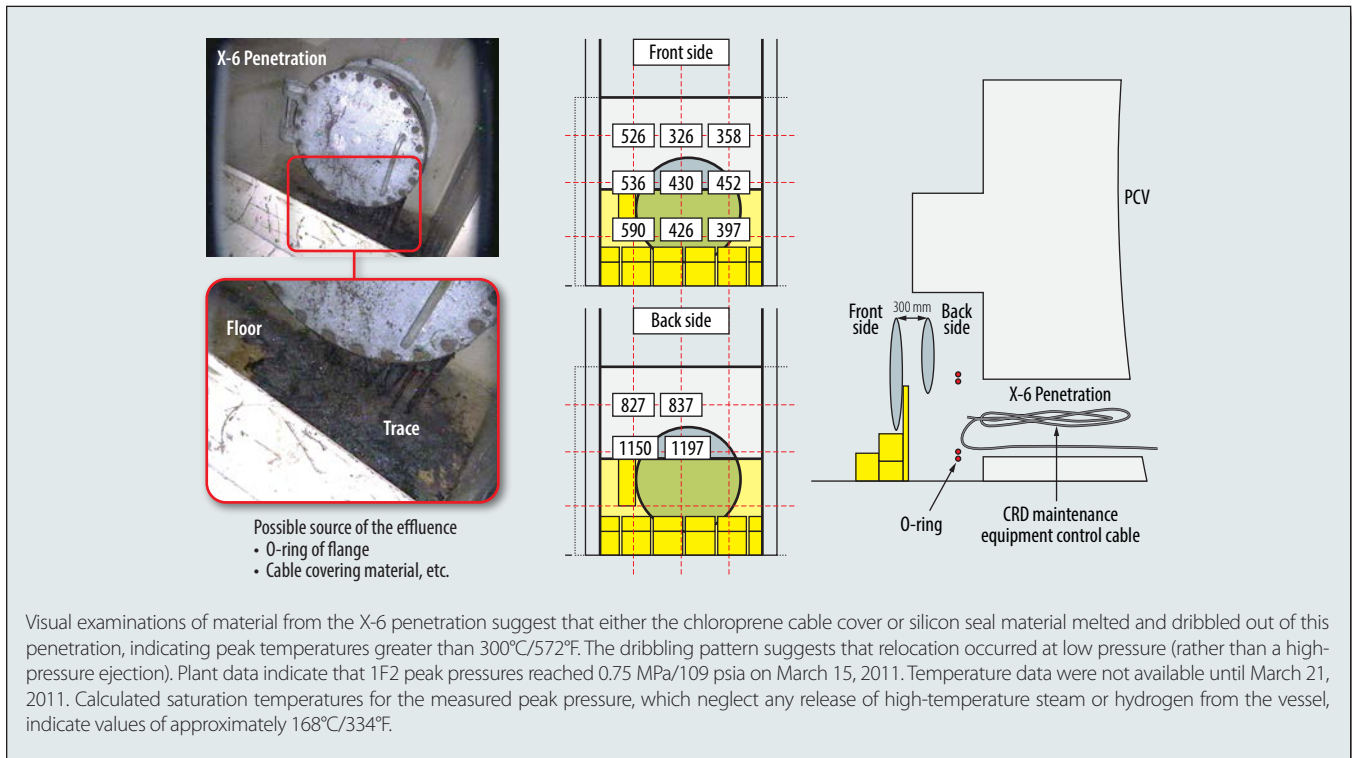 X-6 Penetration
Floor
Trace
Possible source of the effluence
• O-ring of flange
• Cable covering material, etc.
Front side
526 326 358
536 430 452
590 426 397
Back side
827 837
1150 1197
PCV
300 mm
Front
side
Back
side
X-6 Penetration
O-ring
CRD maintenance
equipment control cable
Visual examinations of material from the X-6 penetration suggest that either the chloroprene cable cover or silicon seal material melted and dribbled out of this
penetration, indicating peak temperatures greater than 300°C/572°F. The dribbling pattern suggests that relocation occurred at low pressure (rather than a high-
pressure ejection). Plant data indicate that 1F2 peak pressures reached 0.75 MPa/109 psia on March 15, 2011. Temperature data were not available until March 21,
2011. Calculated saturation temperatures for the measured peak pressure, which neglect any release of high-temperature steam or hydrogen from the vessel,
indicate values of approximately 168°C/334°F.